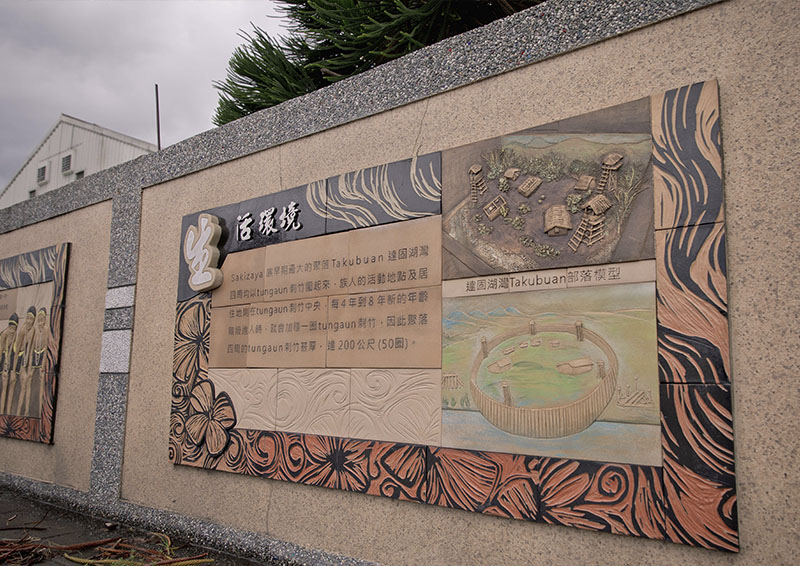 生活環境
Sakizaya 族早期最大的聚落Takubuan 達固湖灣
四周均以tungaun 刺竹圍起來，族人的活動地點及居
住地則在tungaun 刺竹中央，每4年到8年新的年齡
階級進入時，就會加種一圈tungaun刺竹，因此聚落
四周的tungaun 刺竹甚厚，達 200公尺(50圈)。
達固湖灣Takubuan部落模型